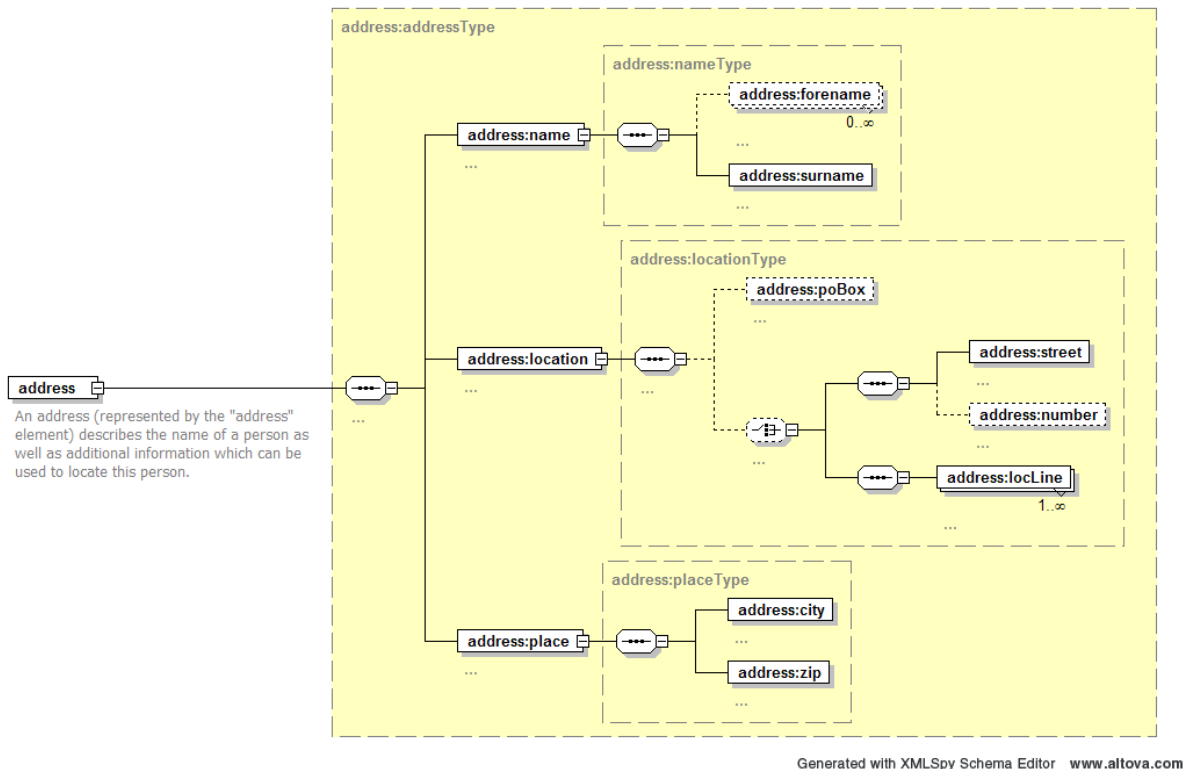 address:addressType
address:nameType
address:forename
0..∞
...
address:name
...
address:surname
...
address:locationType
address:poBox
...
address:street
...
address:location
...
...
address:number
...
address
An address (represented by the "address"
element) describes the name of a person as
well as additional information which can be
used to locate this person.
...
...
address:locLine
1..∞
...
address:placeType
address:city
...
address:place
...
address:zip
...
Generated with XMLSpy Schema Editor www.altova.com